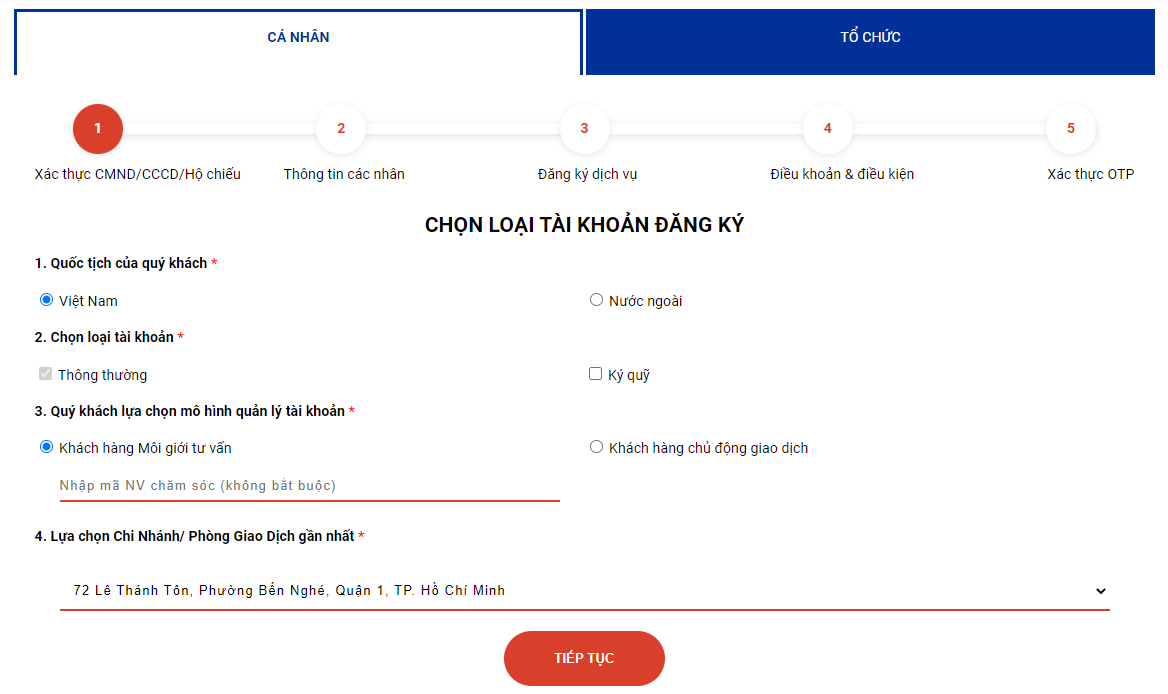 CÁ NHÂN
TỔ CHỨC
1
2
3
4
5
Xác thực CMND/CCCD/Hộ chiếu
Thông tin các nhân
Đăng ký dịch vụ
Điều khoản & điều kiện
Xác thực OTP
CHỌN LOẠI TÀI KHOẢN ĐĂNG KÝ
1. Quốc tịch của quý khách *
Việt Nam
Nước ngoài
2. Chọn loại tài khoản *
Thông thường
Ký quỹ
3. Quý khách lựa chọn mô hình quản lý tài khoản *
Khách hàng Môi giới tư vấn
Khách hàng chủ động giao dịch
Nhập mã NV chăm sóc (không bắt buộc)
4. Lựa chọn Chi Nhánh/ Phòng Giao Dịch gần nhất *
72 Lê Thánh Tôn, Phường Bến Nghé, Quận 1, TP. Hồ Chí Minh
TIẾP TỤC